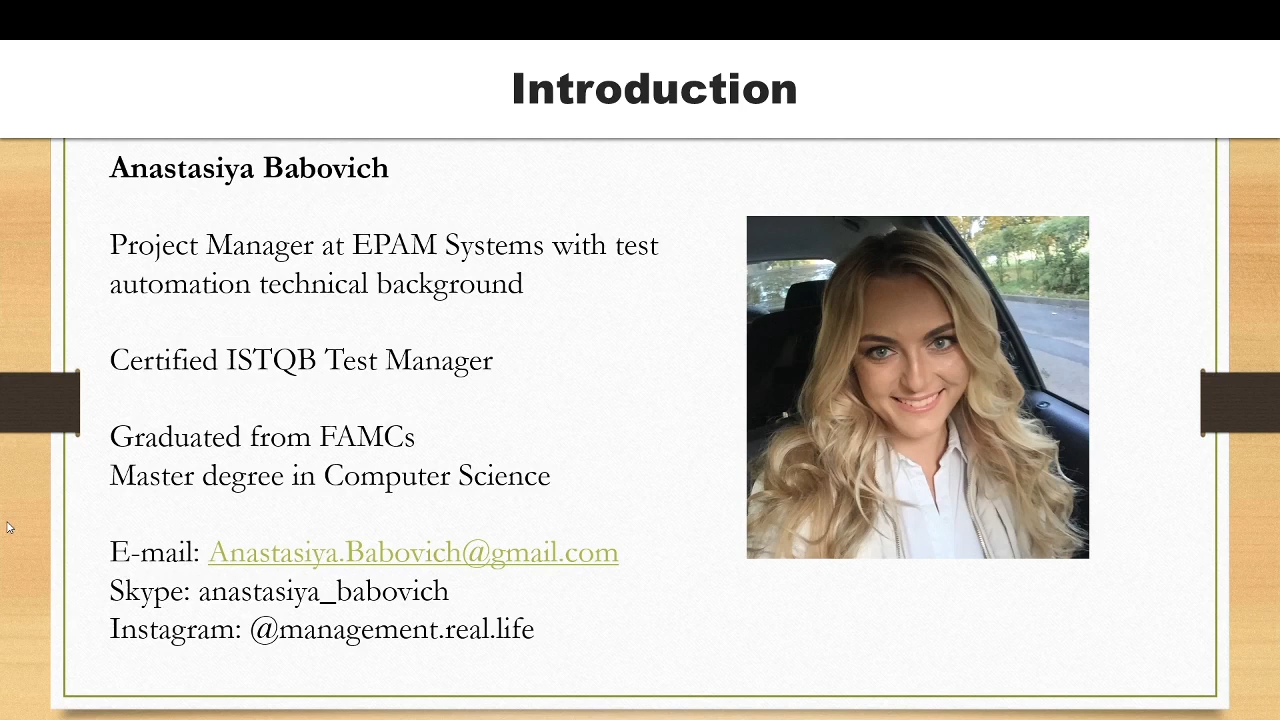 Introduction
Anastasiya Babovich
Project Manager at EPAM Systems with test
automation technical background
Certified ISTQB Test Manager
Graduated from FAMCs
Master degree in Computer Science
E-mail: Anastasiya.Babovich@gmail.com
Skype: anastasiya_babovich
Instagram: @management.real.life